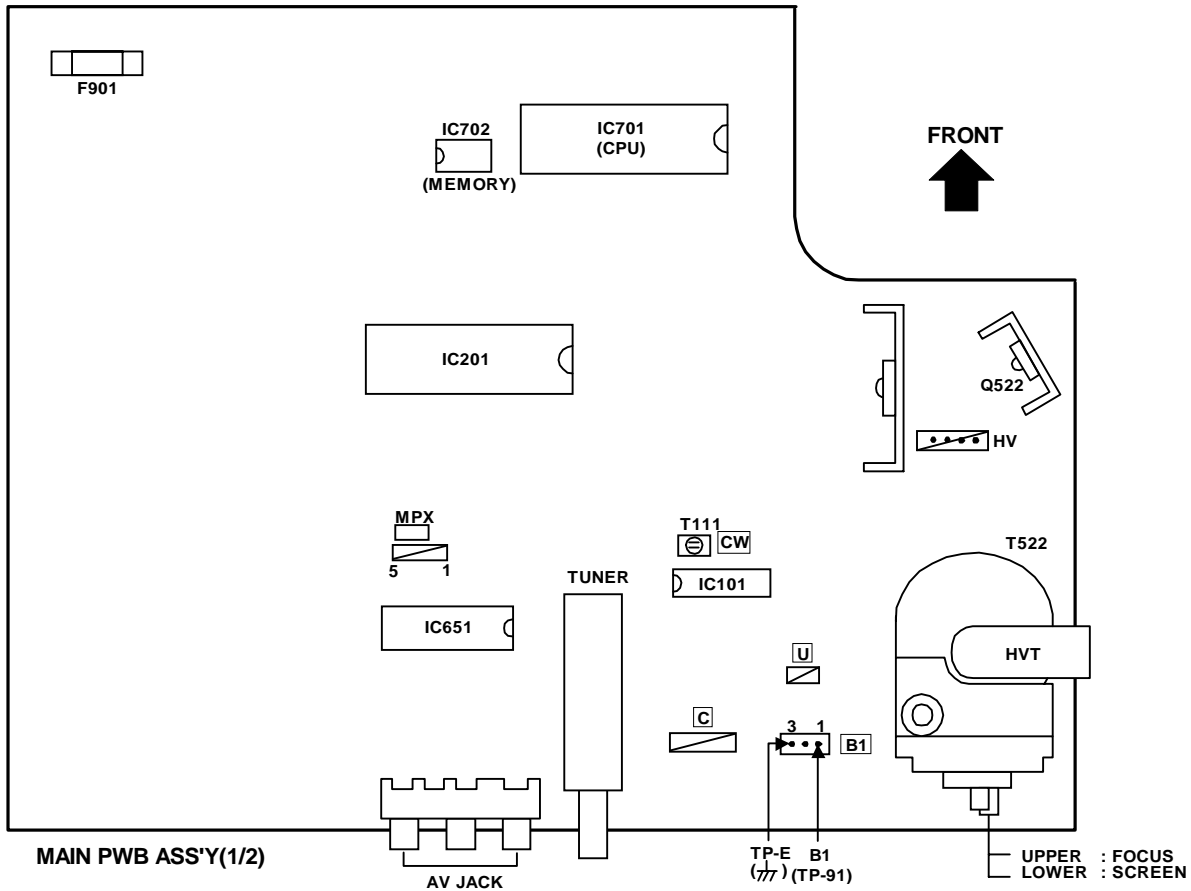 F901
IC702
(MEMORY)
IC701
(CPU)
FRONT
IC201
Q522
HV
MPX
5 1
T111
CW
T522
TUNER
IC101
IC651
U
HVT
C
3 1
B1
MAIN PWB ASS'Y(1/2)
AV JACK
TP-E
B1
(TP-91)
UPPER : FOCUS
LOWER : SCREEN